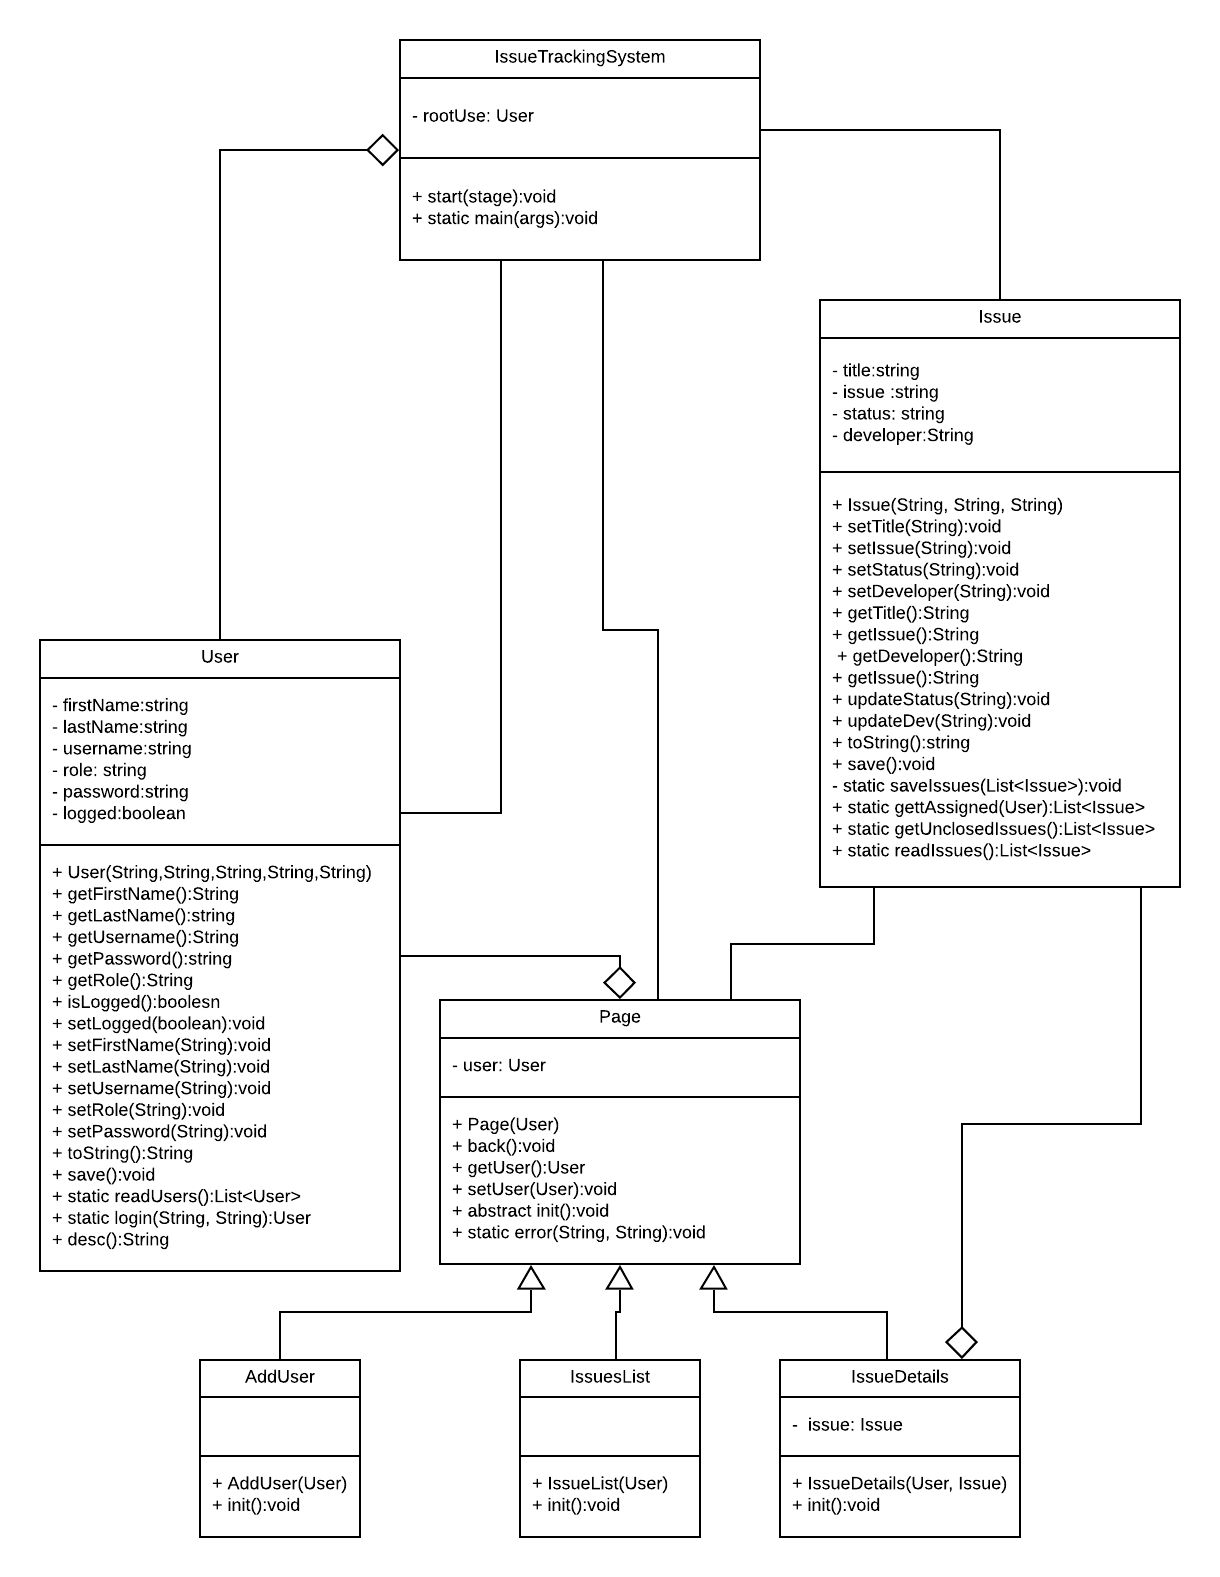 IssueTrackingSystem
- rootUse: User
+ start(stage):void
+ static main(args):void
Issue
- title:string
- issue :string
- status: string
- developer:String
+ Issue(String, String, String)
+ setTitle(String):void
+ setIssue(String):void
+ setStatus(String):void
+ setDeveloper(String):void
+ getTitle():String
+ getIssue():String
+ getDeveloper():String
+ getIssue():String
+ updateStatus(String):void
+ updateDev(String):void
+ toString():string
+ save():void
- static saveIssues(List<Issue>):void
+ static gettAssigned(User):List<Issue>
+ static getUnclosedIssues():List<Issue>
+ static readIssues():List<Issue>
User
- firstName:string
- lastName:string
- username:string
- role: string
- password:string
- logged:boolean
+ User(String,String,String,String,String)
+ getFirstName():String
+ getLastName():string
+ getUsername():String
+ getPassword():string
+ getRole():String
+ isLogged():boolesn
+ setLogged(boolean):void
+ setFirstName(String):void
+ setLastName(String):void
+ setUsername(String):void
+ setRole(String):void
+ setPassword(String):void
+ toString():String
+ save():void
+ static readUsers():List<User>
+ static login(String, String):User
+ desc():String
Page
- user: User
+ Page(User)
+ back():void
+ getUser():User
+ setUser(User):void
+ abstract init():void
+ static error(String, String):void
AddUser
+ AddUser(User)
+ init():void
IssuesList
+ IssueList(User)
+ init():void
IssueDetails
- issue: Issue
+ IssueDetails(User, Issue)
+ init():void